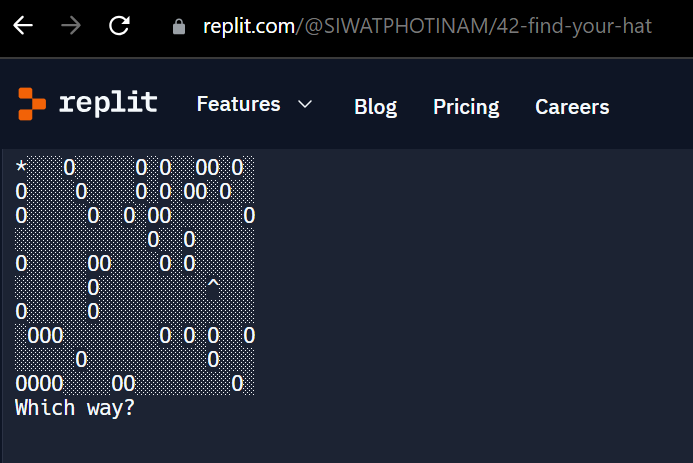 replit.com/@SIWATPHOTINAM/42-find-your-hat
replit Features Blog Pricing Careers
*░░░O░░░░░O░O░░OO░O░
O░░░░O░░░░O░O░OO░O░░
O░░░░░O░░O░OO░░░░░░O
░░░░░░░░░░░O░░O░░░░░
O░░░░░OO░░░░O░O░░░░░
░░░░░░O░░░░░░░░░^░░░
O░░░░░O░░░░░░░░░░░░░
░OOO░░░░░░░░O░O░O░░O
░░░░░O░░░░░░░░░░O░░░
OOOO░░░░OO░░░░░░░░O░
Which way?